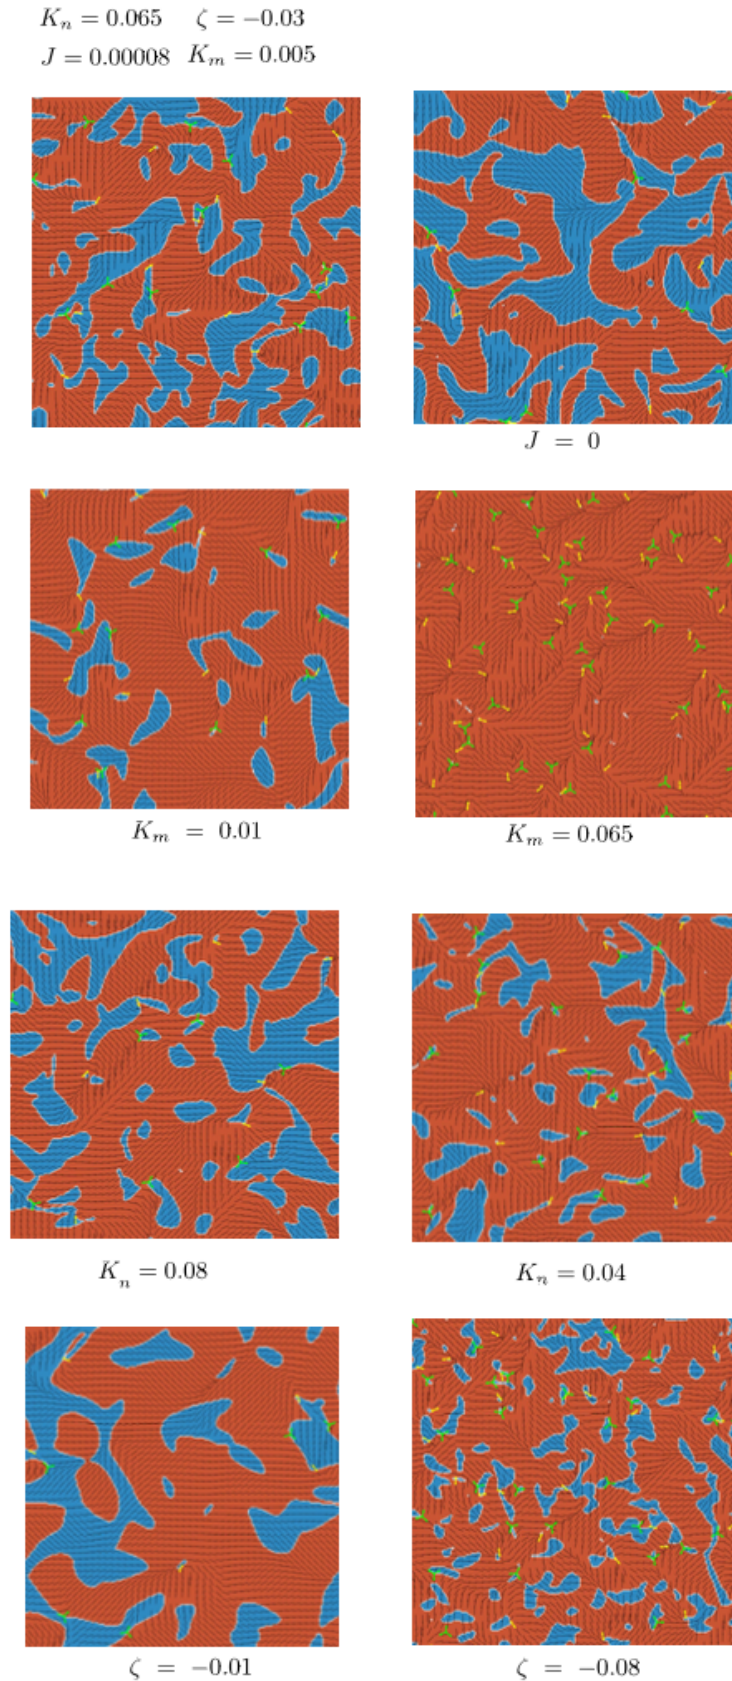 K_n = 0.065 ζ = −0.03
J = 0.00008 K_m = 0.005
J = 0
K_m = 0.01 K_m = 0.065
K_n = 0.08 K_n = 0.04
ζ = −0.01 ζ = −0.08